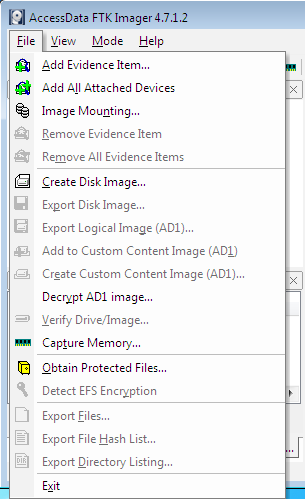 AccessData FTK Imager 4.7.1.2
File View Mode Help
Add Evidence Item...
Add All Attached Devices
Image Mounting...
Remove Evidence Item
Remove All Evidence Items
Create Disk Image...
Export Disk Image...
Export Logical Image (AD1)...
Add to Custom Content Image (AD1)
Create Custom Content Image (AD1)...
Decrypt AD1 image...
Verify Drive/Image...
Capture Memory...
Obtain Protected Files...
Detect EFS Encryption
Export Files...
Export File Hash List...
Export Directory Listing...
Exit